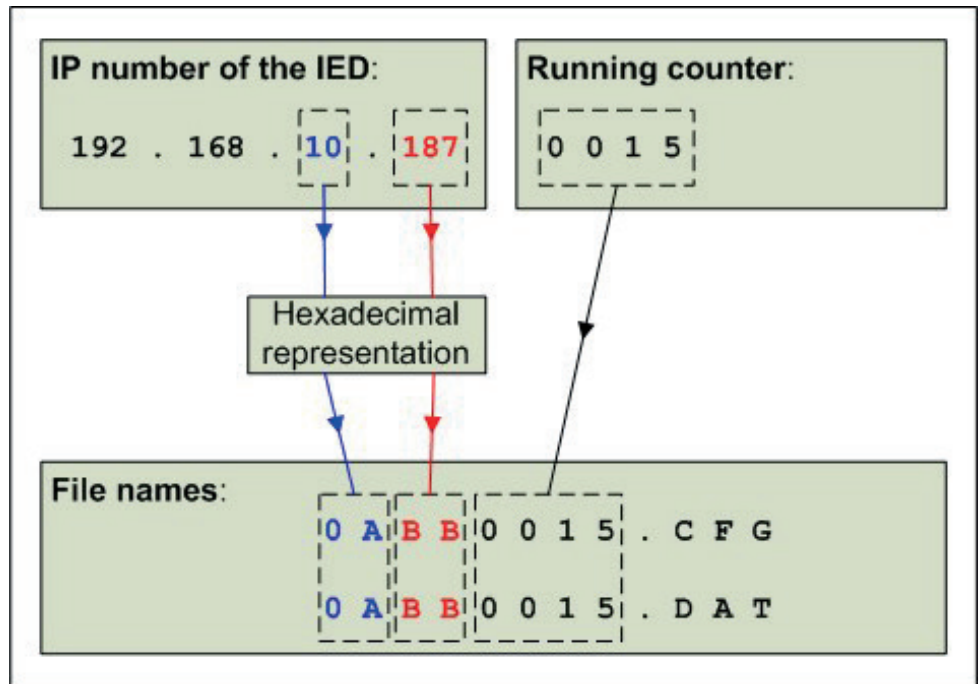 IP number of the IED:
192 . 168 . 10 . 187
Running counter:
0 0 1 5
Hexadecimal
representation
File names:
0 A B B 0 0 1 5 . C F G
0 A B B 0 0 1 5 . D A T